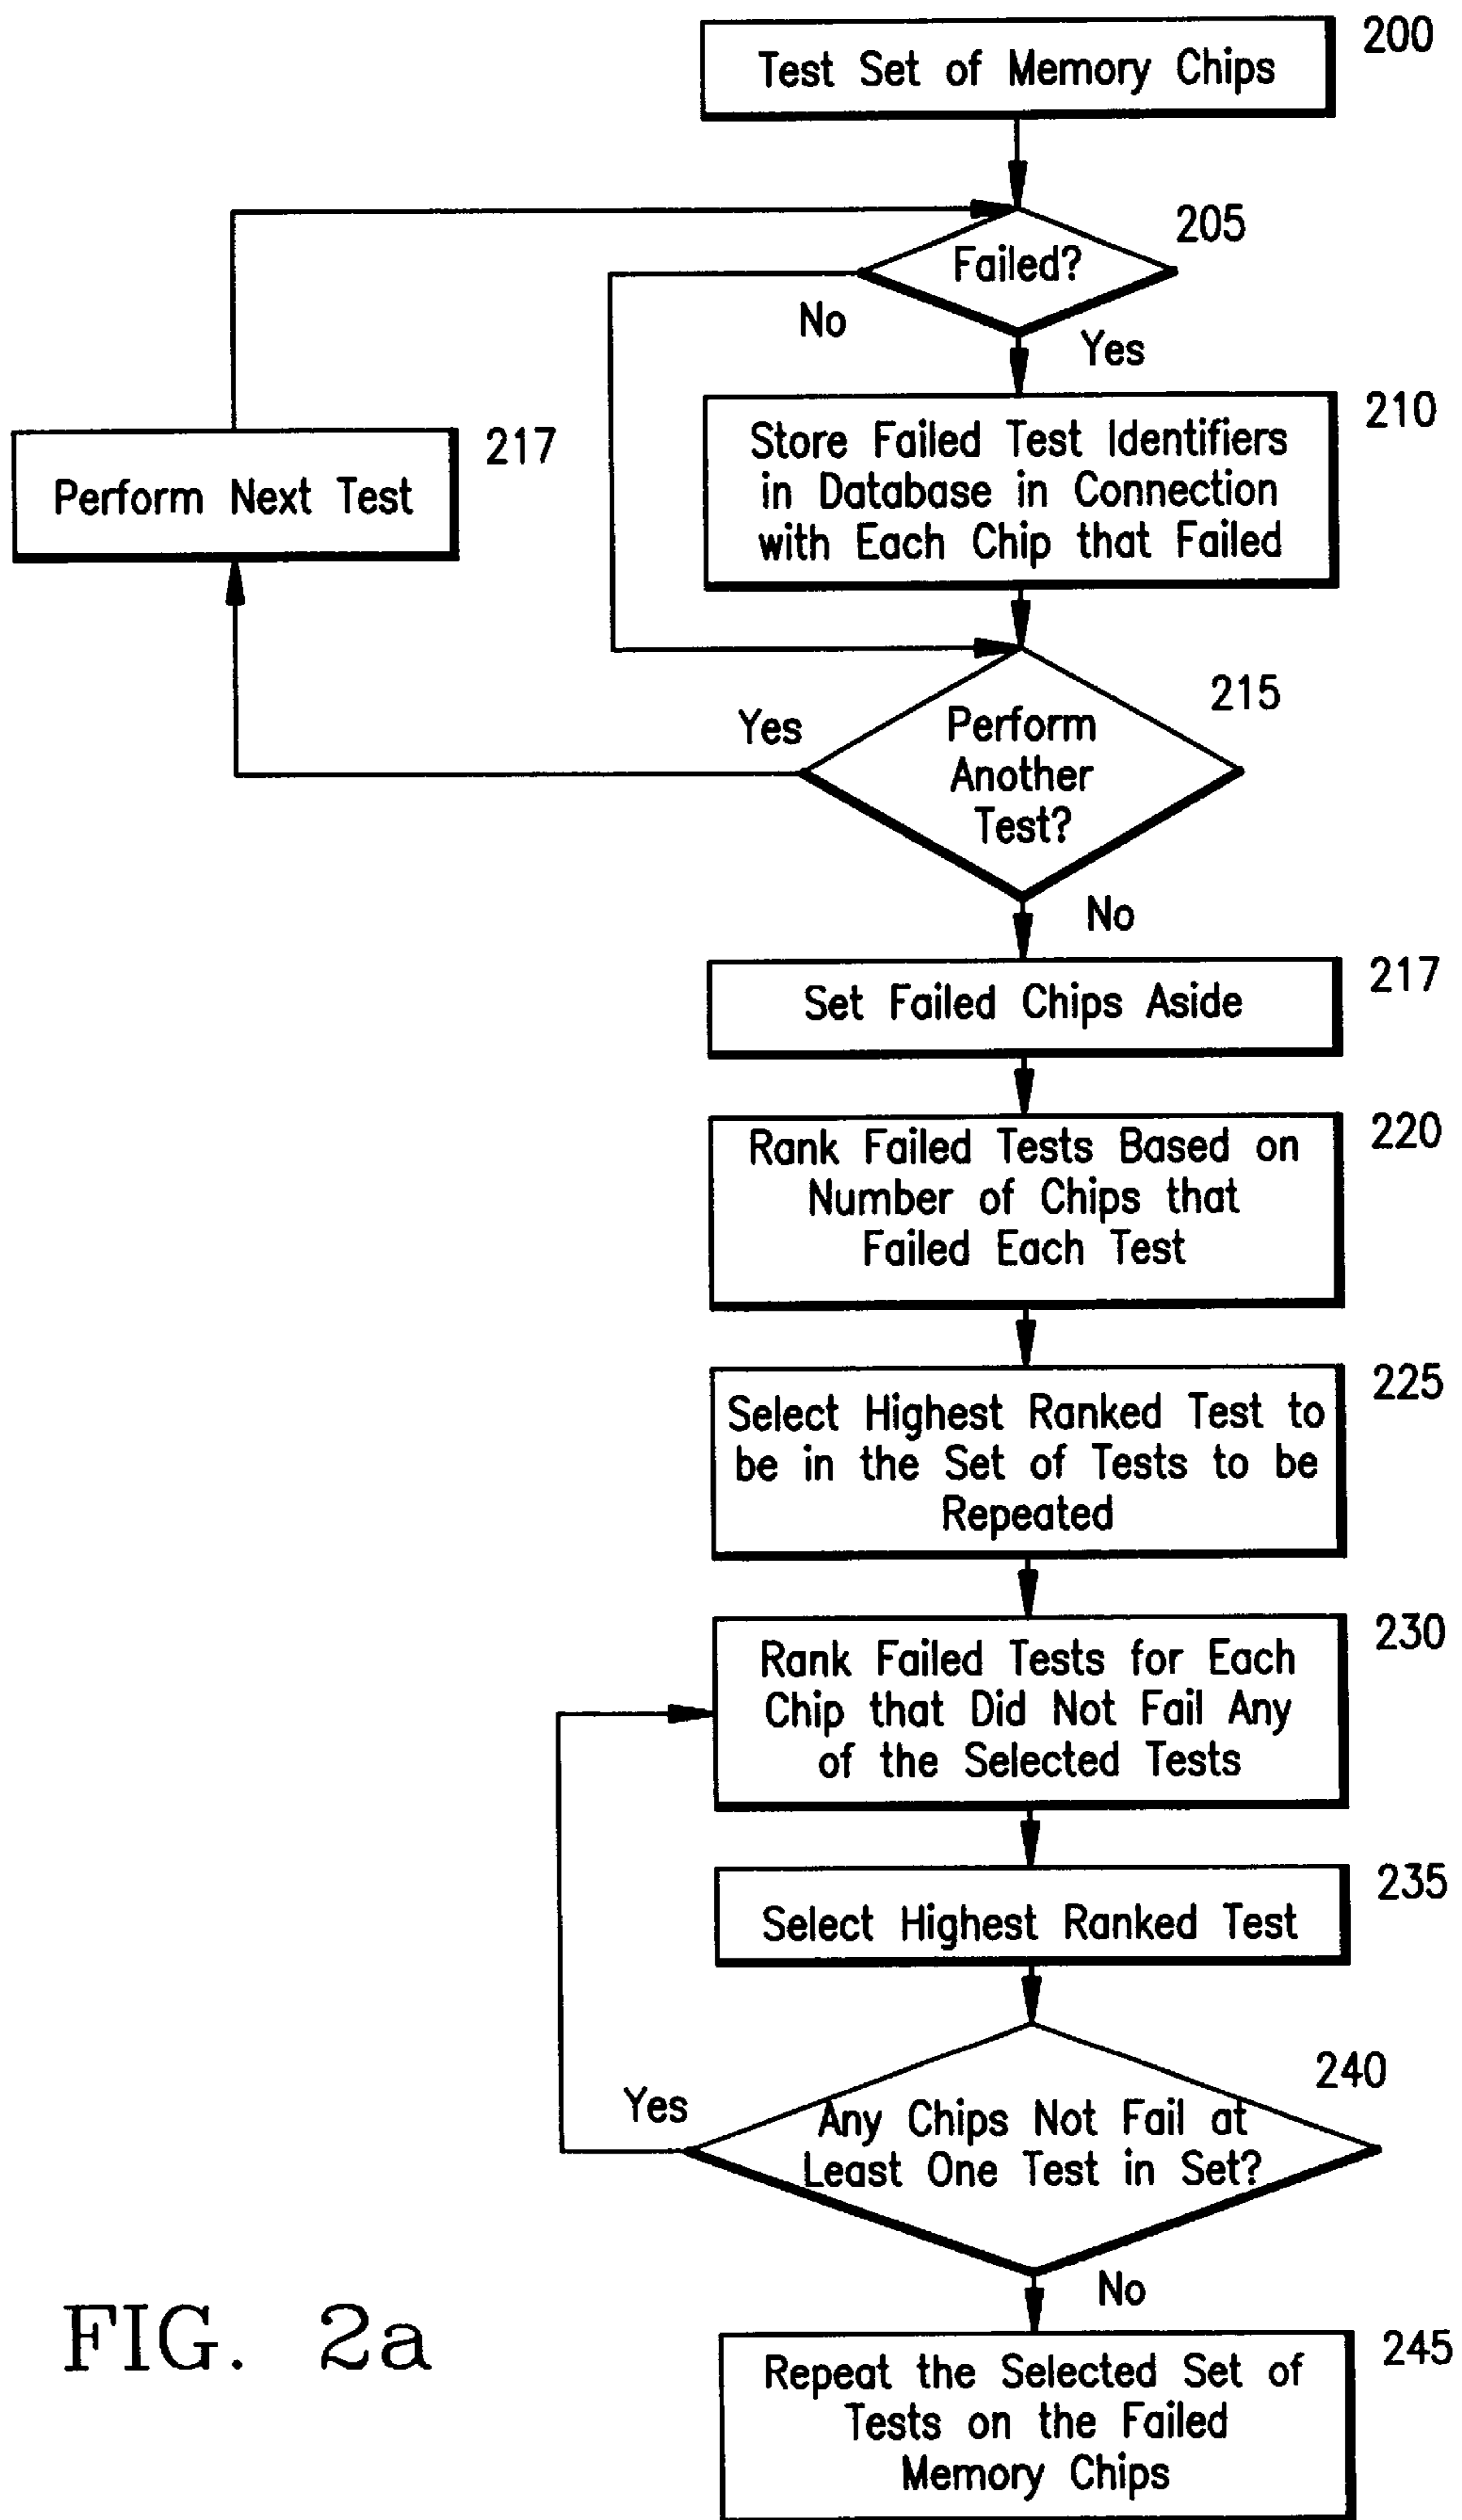 Test Set of Memory Chips
200
Failed?
205
No
Yes
Store Failed Test Identifiers
in Database in Connection
with Each Chip that Failed
210
Perform Next Test
217
Perform
Another
Test?
215
Yes
No
Set Failed Chips Aside
217
Rank Failed Tests Based on
Number of Chips that
Failed Each Test
220
Select Highest Ranked Test to
be in the Set of Tests to be
Repeated
225
Rank Failed Tests for Each
Chip that Did Not Fail Any
of the Selected Tests
230
Select Highest Ranked Test
235
Any Chips Not Fail at
Least One Test in Set?
240
Yes
No
Repeat the Selected Set of
Tests on the Failed
Memory Chips
245
FIG. 2a